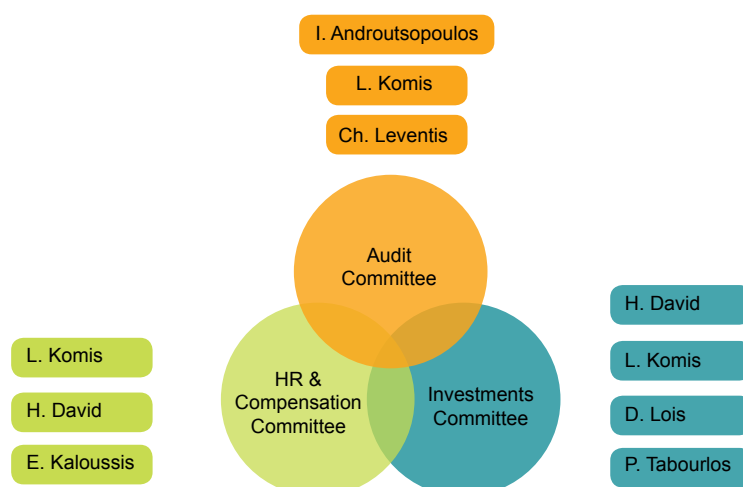 I. Androutsopoulos
L. Komis
Ch. Leventis
Audit
Committee
H. David
L. Komis
D. Lois
P. Tabourlos
L. Komis
H. David
E. Kaloussis
HR &
Compensation
Committee
Investments
Committee